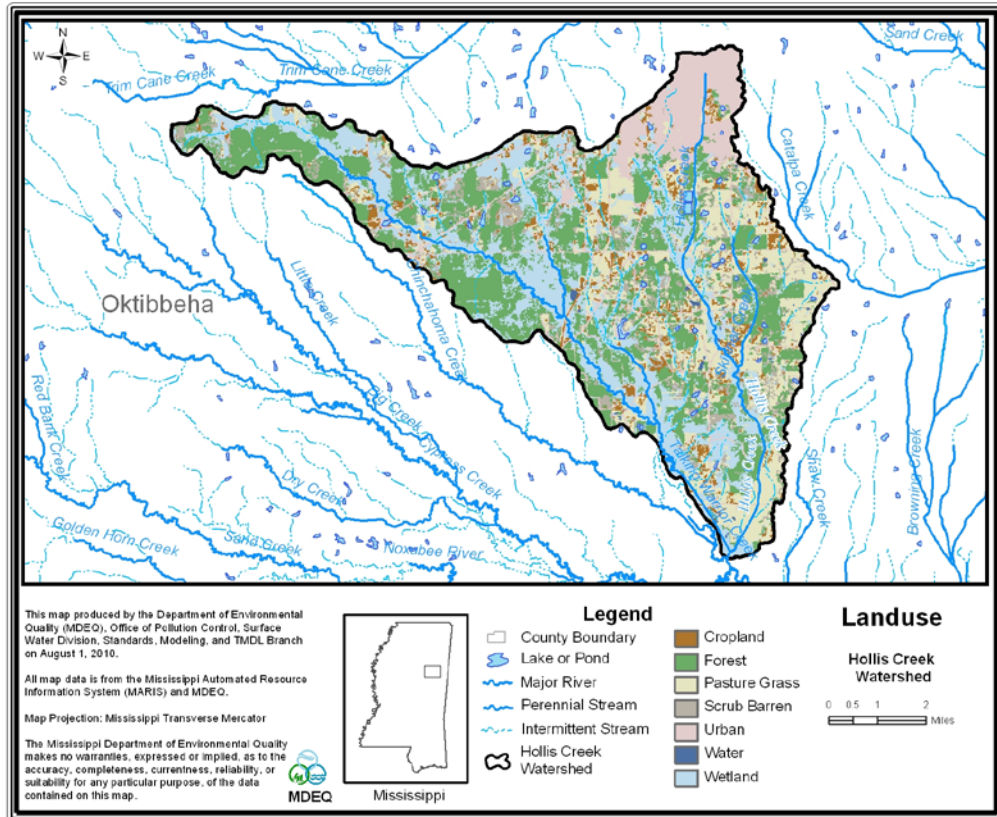 N
W E
S
Sand Creek
Trim Cane Creek
Trim Cane Creek
Catalpa Creek
Oktibbeha
Little Creek
Chinchahoma Creek
Red Bank Creek
Big Creek
Cypress Creek
Hollis Creek
Hollis Creek
Shaw Creek
Browning Creek
Dry Creek
Golden Horn Creek
Sand Creek
Noxubee River
This map produced by the Department of Environmental
Quality (MDEQ), Office of Pollution Control, Surface
Water Division, Standards, Modeling, and TMDL Branch
on August 1, 2010.
All map data is from the Mississippi Automated Resource
Information System (MARIS) and MDEQ.
Map Projection: Mississippi Transverse Mercator
The Mississippi Department of Environmental Quality
makes no warranties, expressed or implied, as to the
accuracy, completeness, currentness, reliability, or
suitability for any particular purpose, of the data
contained on this map.
MDEQ
Mississippi
Legend
County Boundary
Lake or Pond
Major River
Perennial Stream
Intermittent Stream
Hollis Creek
Watershed
Cropland
Forest
Pasture Grass
Scrub Barren
Urban
Water
Wetland
Landuse
Hollis Creek
Watershed
0 0.5 1 2
Miles